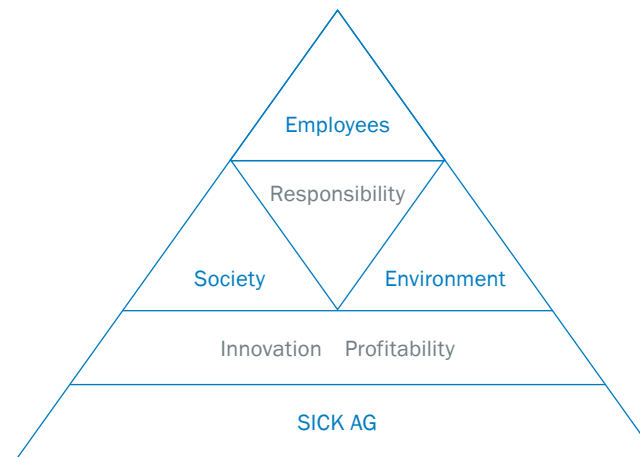 Employees
Responsibility
Society Environment
Innovation Profitability
SICK AG